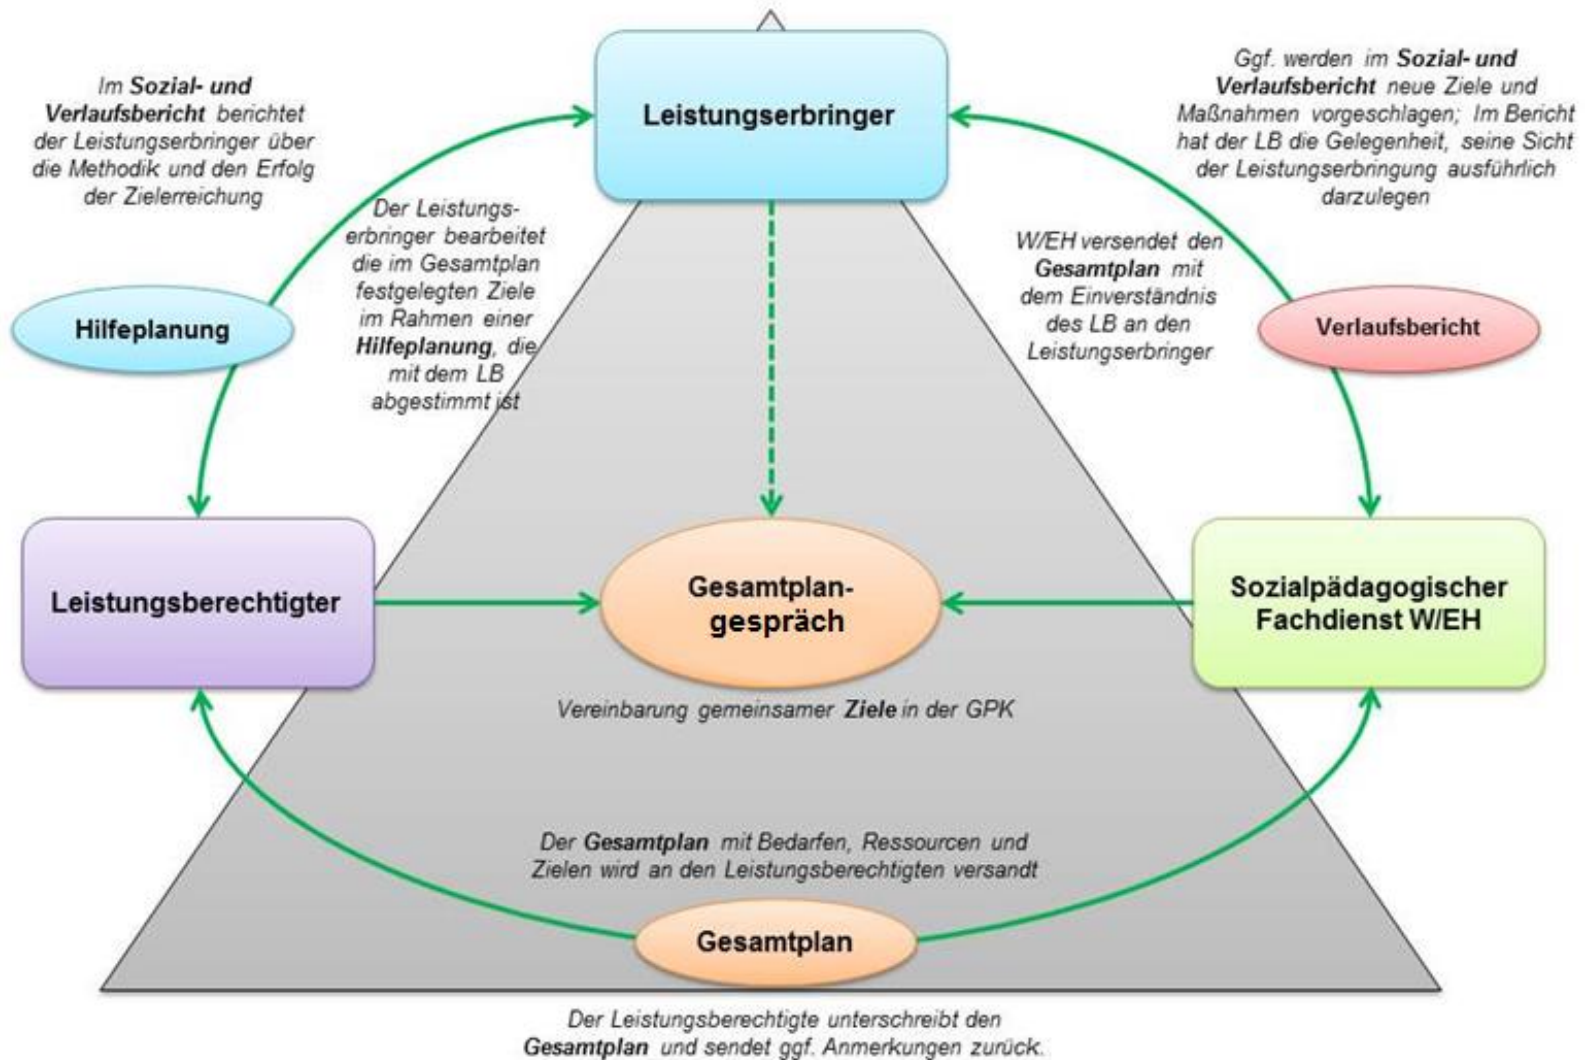 Im Sozial- und
Verlaufsbericht berichtet
der Leistungserbringer über
die Methodik und den Erfolg
der Zielerreichung
Leistungserbringer
Ggf. werden im Sozial- und
Verlaufsbericht neue Ziele und
Maßnahmen vorgeschlagen; Im Bericht
hat der LB die Gelegenheit, seine Sicht
der Leistungserbringung ausführlich
darzulegen
Der Leistungs-
erbringer bearbeitet
die im Gesamtplan
festgelegten Ziele
im Rahmen einer
Hilfeplanung, die
mit dem LB
abgestimmt ist
W/EH versendet den
Gesamtplan mit
dem Einverständnis
des LB an den
Leistungserbringer
Hilfeplanung
Verlaufsbericht
Leistungsberechtigter
Gesamtplan-
gespräch
Sozialpädagogischer
Fachdienst W/EH
Vereinbarung gemeinsamer Ziele in der GPK
Der Gesamtplan mit Bedarfen, Ressourcen und
Zielen wird an den Leistungsberechtigten versandt
Gesamtplan
Der Leistungsberechtigte unterschreibt den
Gesamtplan und sendet ggf. Anmerkungen zurück.